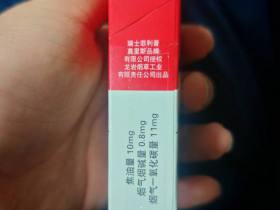 瑞士菲利普
莫里斯品牌
有限公司授权
龙岩烟草工业
有限责任公司出品
焦油量 10mg
烟气烟碱量 0.8mg
烟气一氧化碳量 11mg